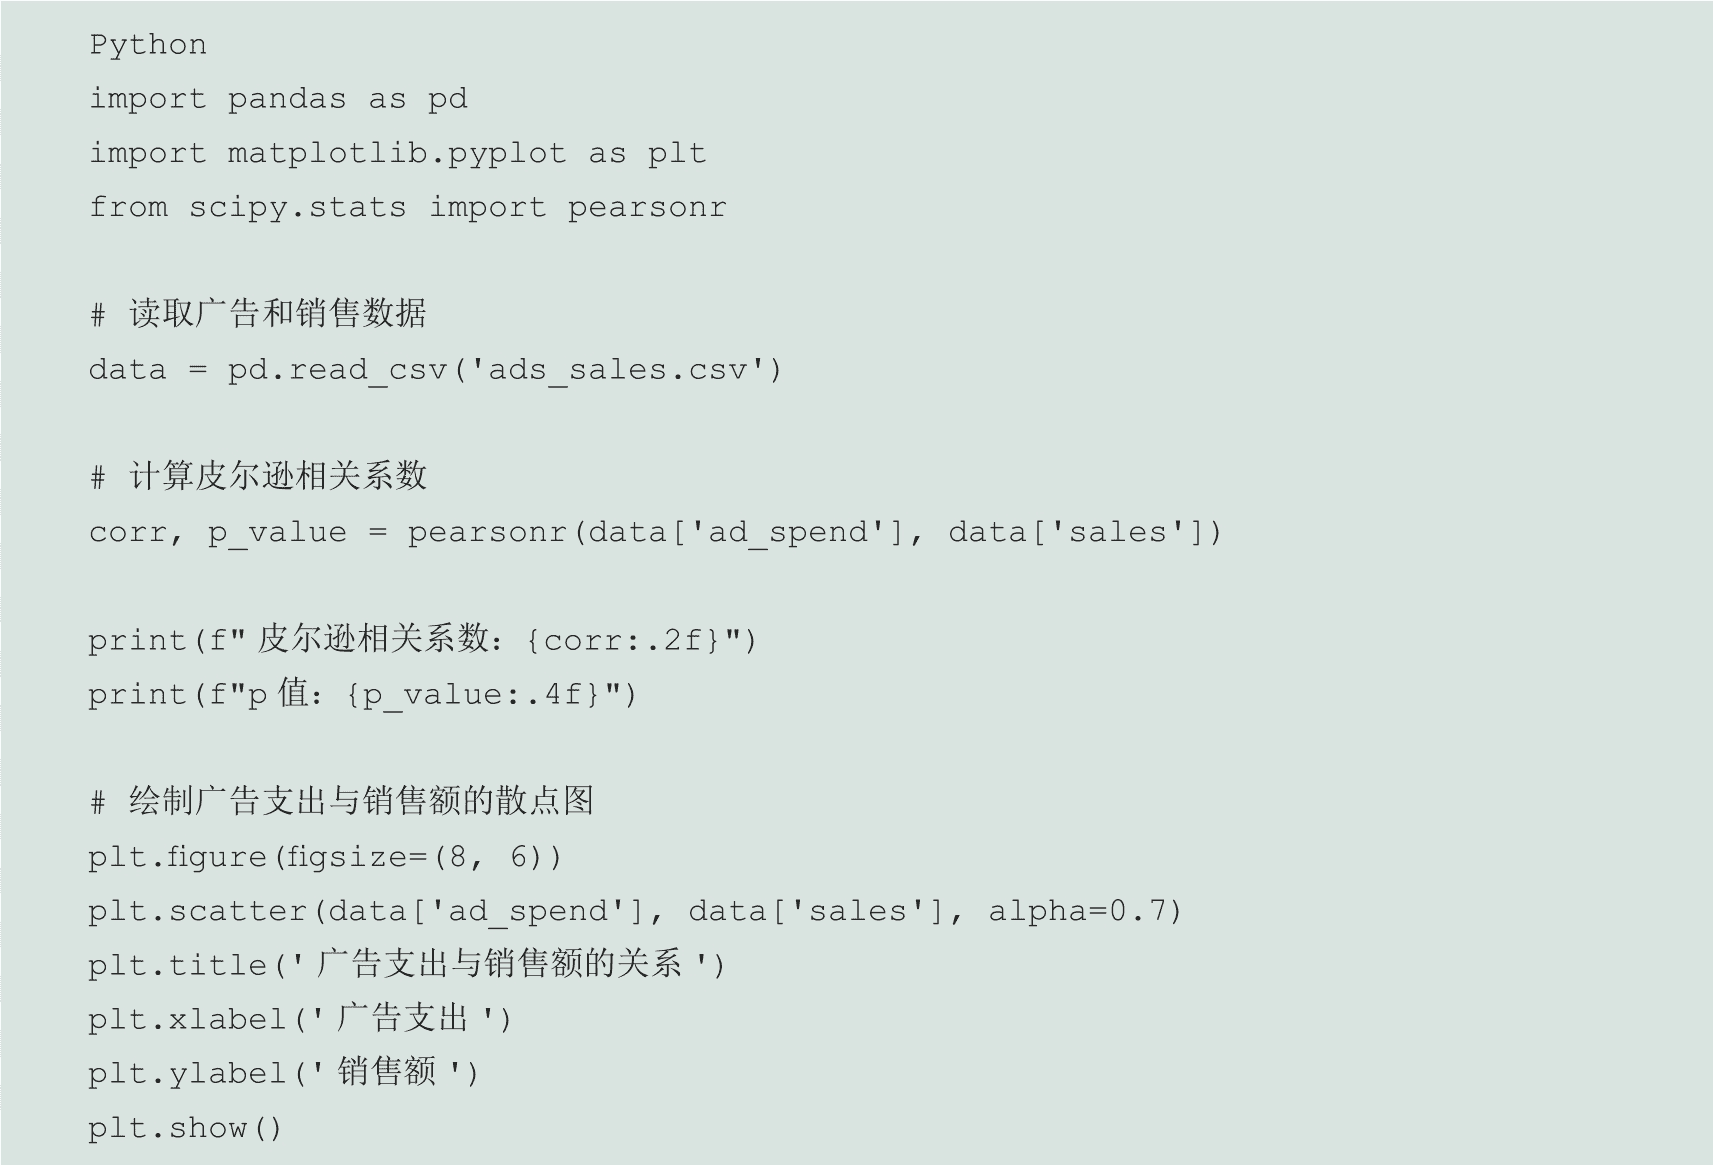 Python
import pandas as pd
import matplotlib.pyplot as plt
from scipy.stats import pearsonr
# 读取广告和销售数据
data = pd.read_csv('ads_sales.csv')
# 计算皮尔逊相关系数
corr, p_value = pearsonr(data['ad_spend'], data['sales'])
print(f" 皮尔逊相关系数：{corr:.2f}")
print(f"p 值：{p_value:.4f}")
# 绘制广告支出与销售额的散点图
plt.figure(figsize=(8, 6))
plt.scatter(data['ad_spend'], data['sales'], alpha=0.7)
plt.title(' 广告支出与销售额的关系 ')
plt.xlabel(' 广告支出 ')
plt.ylabel(' 销售额 ')
plt.show()